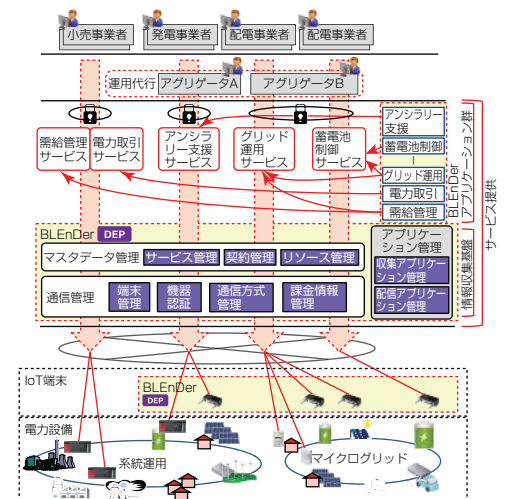 小売事業者
発電事業者
配電事業者
配電事業者
運用代行
アグリゲータA
アグリゲータB
需給管理
サービス
電力取引
サービス
アンシラ
リー支援
サービス
グリッド
運用
サービス
蓄電池
制御
サービス
アンシラリー
支援
蓄電池制御
グリッド運用
電力取引
需給管理
BLEnDer
アプリケーション群
サービス提供
BLEnDer DEP
マスタデータ管理
サービス管理
契約管理
リソース管理
通信管理
端末
管理
機器
認証
通信方式
管理
課金情報
管理
アプリケー
ション管理
収集アプリケー
ション管理
配信アプリケー
ション管理
情報収集基盤
IoT端末
BLEnDer
DEP
電力設備
系統運用
マイクログリッド